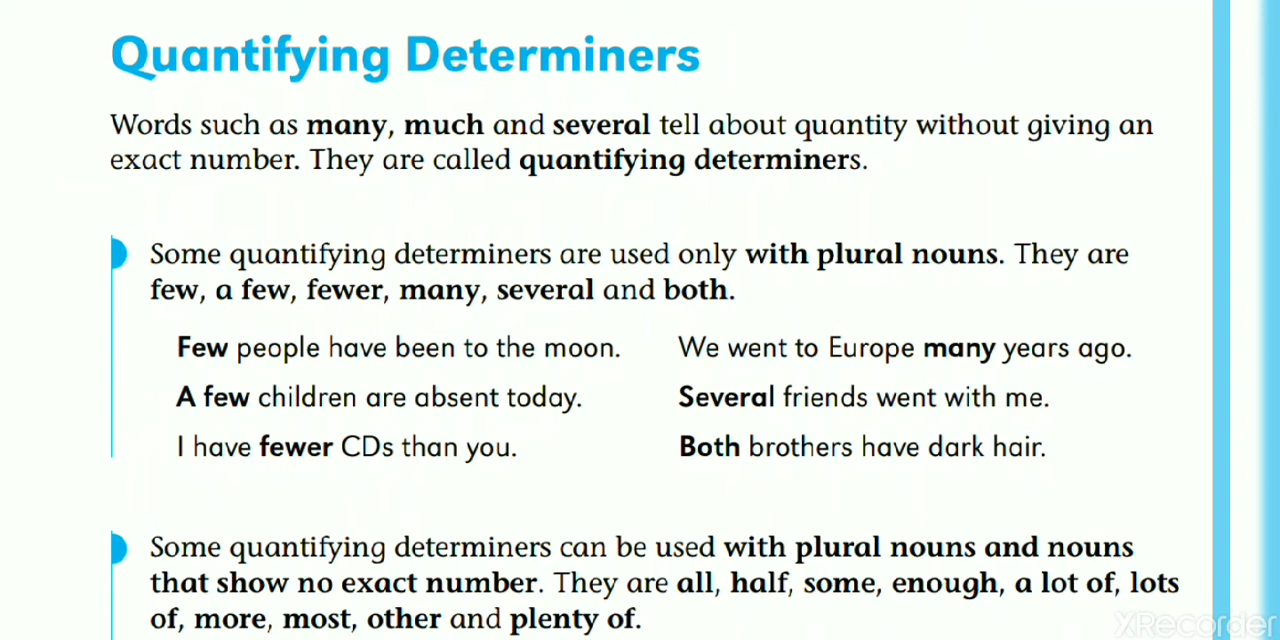 Quantifying Determiners
Words such as many, much and several tell about quantity without giving an
exact number. They are called quantifying determiners.
Some quantifying determiners are used only with plural nouns. They are
few, a few, fewer, many, several and both.
Few people have been to the moon.
We went to Europe many years ago.
A few children are absent today.
Several friends went with me.
I have fewer CDs than you.
Both brothers have dark hair.
Some quantifying determiners can be used with plural nouns and nouns
that show no exact number. They are all, half, some, enough, a lot of, lots
of, more, most, other and plenty of.
XRecorder